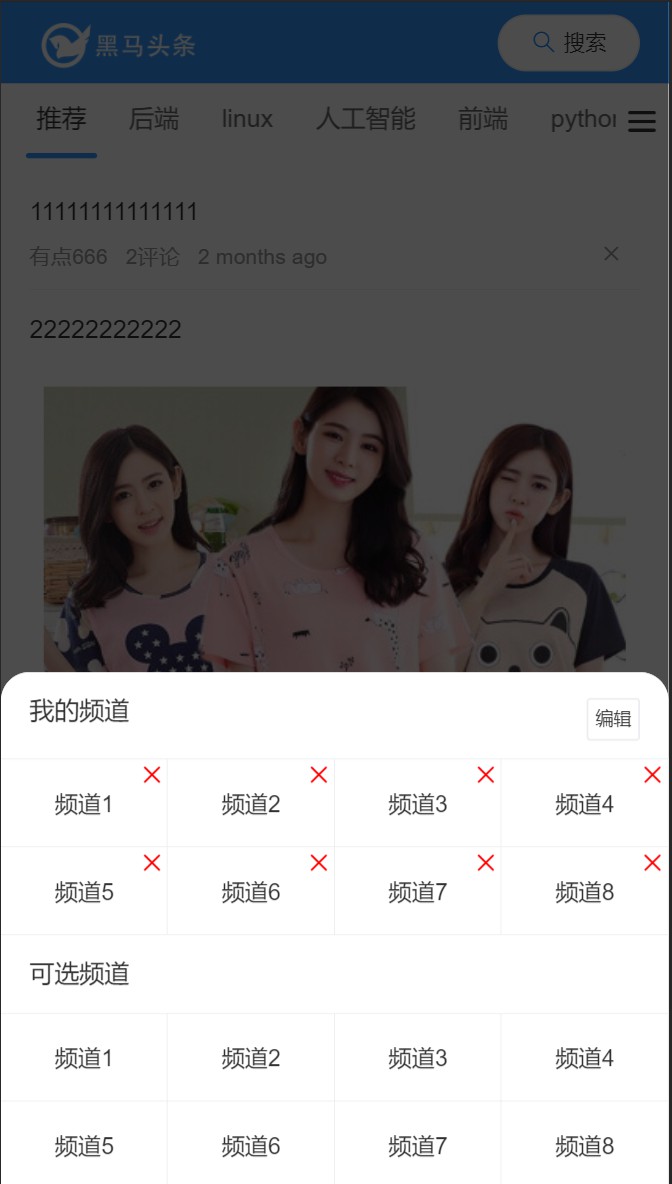 黑马头条 搜索
推荐 后端 linux 人工智能 前端 python
11111111111111
有点666 2评论 2 months ago
22222222222
我的频道 编辑
频道1 频道2 频道3 频道4
频道5 频道6 频道7 频道8
可选频道
频道1 频道2 频道3 频道4
频道5 频道6 频道7 频道8